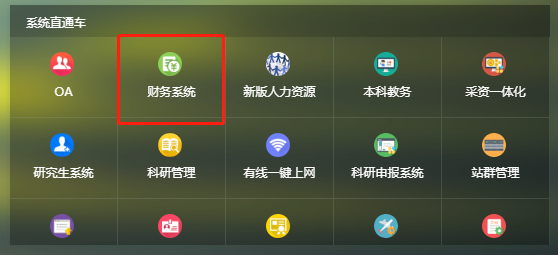 系统直通车
OA
财务系统
新版人力资源
本科教务
采资一体化
研究生系统
科研管理
有线一键上网
科研申报系统
站群管理